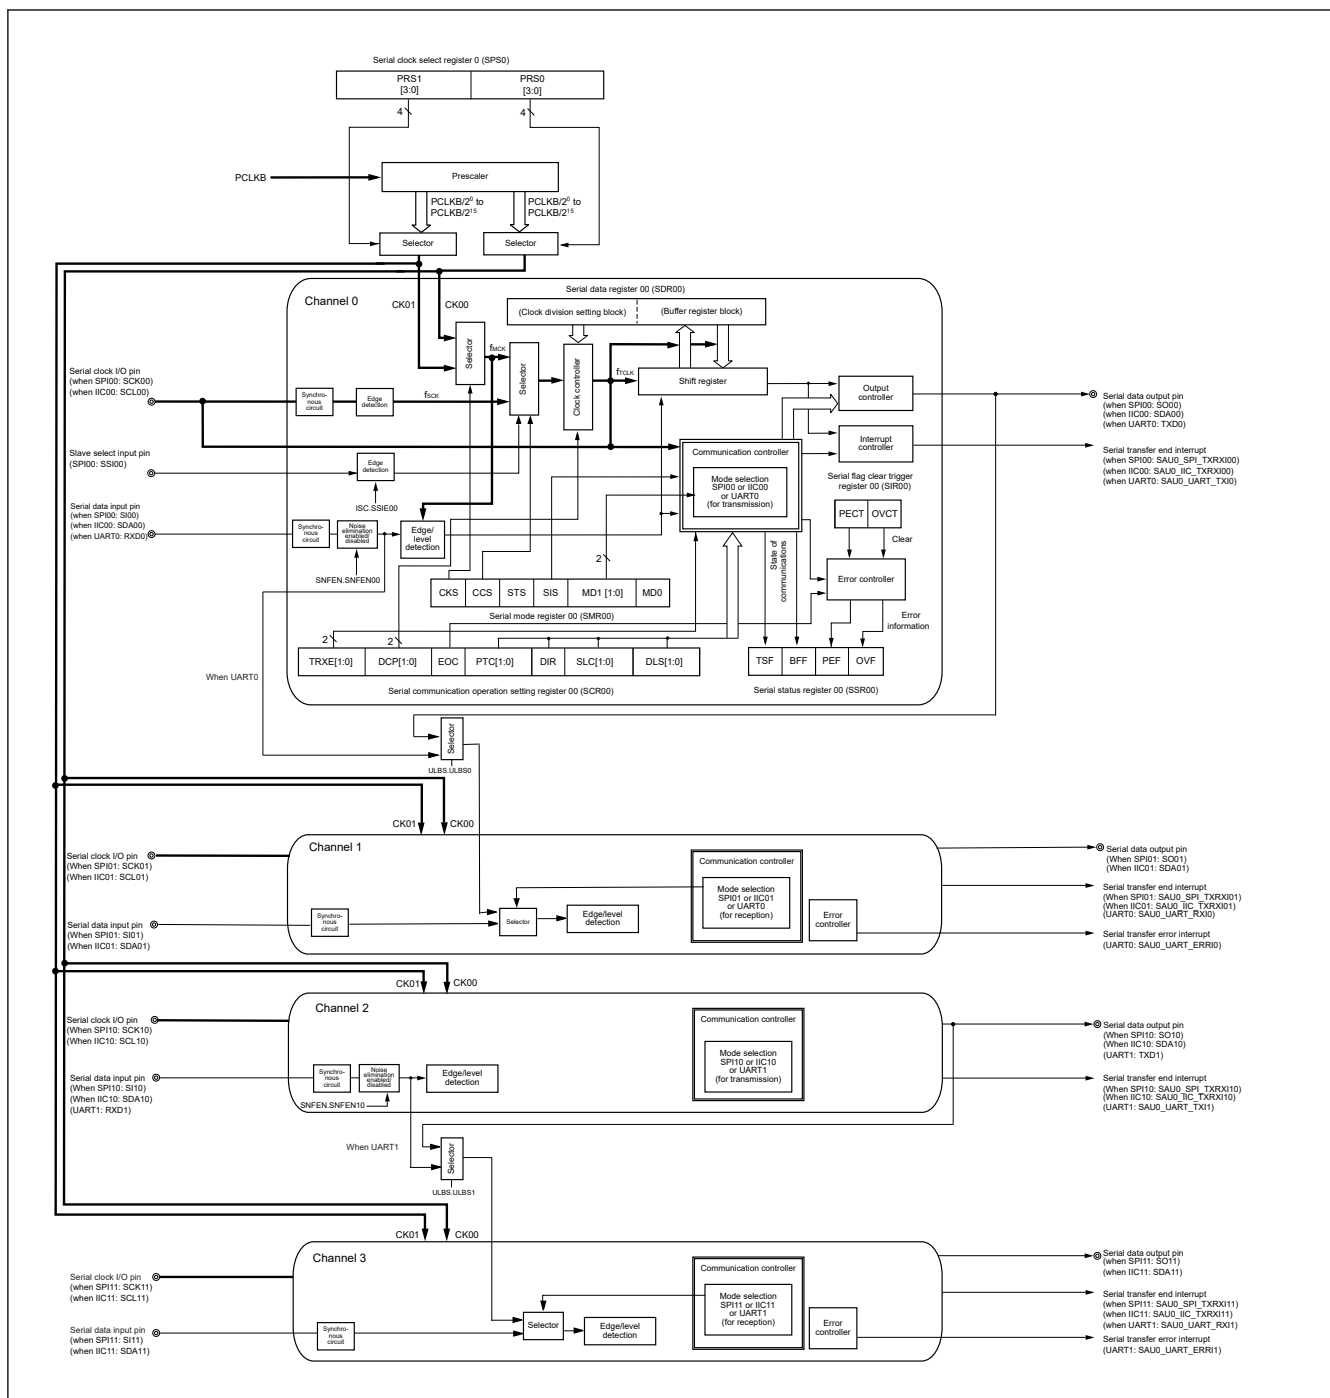 Serial clock select register 0 (SPS0)
PRS1
[3:0]
PRS0
[3:0]
4
4
PCLKB
Prescaler
PCLKB/2⁰ to
PCLKB/2¹⁵
PCLKB/2⁰ to
PCLKB/2¹⁵
Selector
Selector
Channel 0
CK01
CK00
Serial data register 00 (SDR00)
(Clock division setting block)
(Buffer register block)
Selector
fMCK
Selector
Clock controller
fTCLK
Shift register
Serial clock I/O pin
(when SPI00: SCK00)
(when IIC00: SCL00)
Synchro-
nous
circuit
Edge
detection
fSCK
Output
controller
Serial data output pin
(when SPI00: SO00)
(when IIC00: SDA00)
(when UART0: TXD0)
Interrupt
controller
Serial transfer end interrupt
(when SPI00: SAU0_SPI_TXRXI00)
(when IIC00: SAU0_IIC_TXRXI00)
(when UART0: SAU0_UART_TXI0)
Slave select input pin
(SPI00: SSI00)
Edge
detection
ISC.SSIE00
Communication controller
Mode selection
SPI00 or IIC00
or UART0
(for transmission)
Serial flag clear trigger
register 00 (SIR00)
PECT
OVCT
Clear
Serial data input pin
(when SPI00: SI00)
(when IIC00: SDA00)
(when UART0: RXD0)
Synchro-
nous
circuit
Noise
elimination
enabled/
disabled
Edge/
level
detection
SNFEN.SNFEN00
2
State of
communications
Error controller
Error
information
CKS
CCS
STS
SIS
MD1 [1:0]
MD0
Serial mode register 00 (SMR00)
2
2
TRXE[1:0]
DCP[1:0]
EOC
PTC[1:0]
DIR
SLC[1:0]
DLS[1:0]
Serial communication operation setting register 00 (SCR00)
TSF
BFF
PEF
OVF
Serial status register 00 (SSR00)
When UART0
Selector
ULBS.ULBS0
CK01
CK00
Channel 1
Serial clock I/O pin
(When SPI01: SCK01)
(When IIC01: SCL01)
Serial data input pin
(When SPI01: SI01)
(When IIC01: SDA01)
Synchro-
nous
circuit
Selector
Edge/level
detection
Communication controller
Mode selection
SPI01 or IIC01
or UART0
(for reception)
Error
controller
Serial data output pin
(When SPI01: SO01)
(When IIC01: SDA01)
Serial transfer end interrupt
(When SPI01: SAU0_SPI_TXRXI01)
(When IIC01: SAU0_IIC_TXRXI01)
(UART0: SAU0_UART_RXI0)
Serial transfer error interrupt
(UART0: SAU0_UART_ERRI0)
CK01
CK00
Channel 2
Serial clock I/O pin
(When SPI10: SCK10)
(When IIC10: SCL10)
Serial data input pin
(When SPI10: SI10)
(When IIC10: SDA10)
(UART1: RXD1)
Synchro-
nous
circuit
Noise
elimination
enabled/
disabled
Edge/level
detection
SNFEN.SNFEN10
Communication controller
Mode selection
SPI10 or IIC10
or UART1
(for transmission)
Serial data output pin
(When SPI10: SO10)
(When IIC10: SDA10)
(UART1: TXD1)
Serial transfer end interrupt
(When SPI10: SAU0_SPI_TXRXI10)
(When IIC10: SAU0_IIC_TXRXI10)
(UART1: SAU0_UART_TXI1)
When UART1
Selector
ULBS.ULBS1
CK01
CK00
Channel 3
Serial clock I/O pin
(when SPI11: SCK11)
(when IIC11: SCL11)
Serial data input pin
(when SPI11: SI11)
(when IIC11: SDA11)
Synchro-
nous
circuit
Selector
Edge/level
detection
Communication controller
Mode selection
SPI11 or IIC11
or UART1
(for reception)
Error
controller
Serial data output pin
(when SPI11: SO11)
(when IIC11: SDA11)
Serial transfer end interrupt
(when SPI11: SAU0_SPI_TXRXI11)
(when IIC11: SAU0_IIC_TXRXI11)
(when UART1: SAU0_UART_RXI1)
Serial transfer error interrupt
(UART1: SAU0_UART_ERRI1)